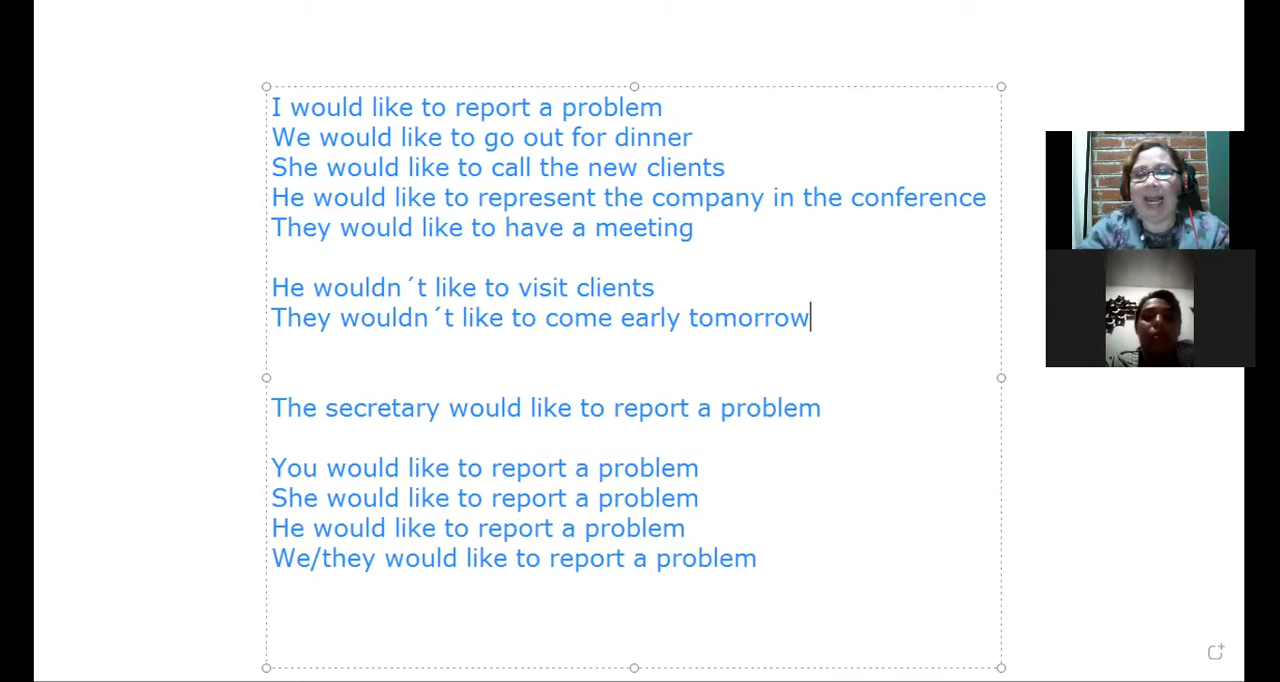 I would like to report a problem
We would like to go out for dinner
She would like to call the new clients
He would like to represent the company in the conference
They would like to have a meeting
He wouldn´t like to visit clients
They wouldn´t like to come early tomorrow
The secretary would like to report a problem
You would like to report a problem
She would like to report a problem
He would like to report a problem
We/they would like to report a problem